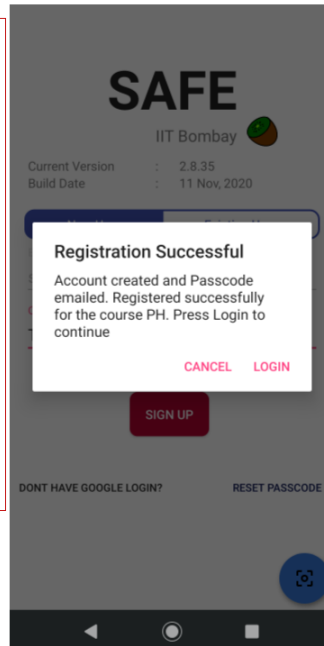 SAFE
IIT Bombay
Current Version : 2.8.35
Build Date : 11 Nov, 2020
Registration Successful
Account created and Passcode
emailed. Registered successfully
for the course PH. Press Login to
continue
CANCEL LOGIN
SIGN UP
DONT HAVE GOOGLE LOGIN? RESET PASSCODE